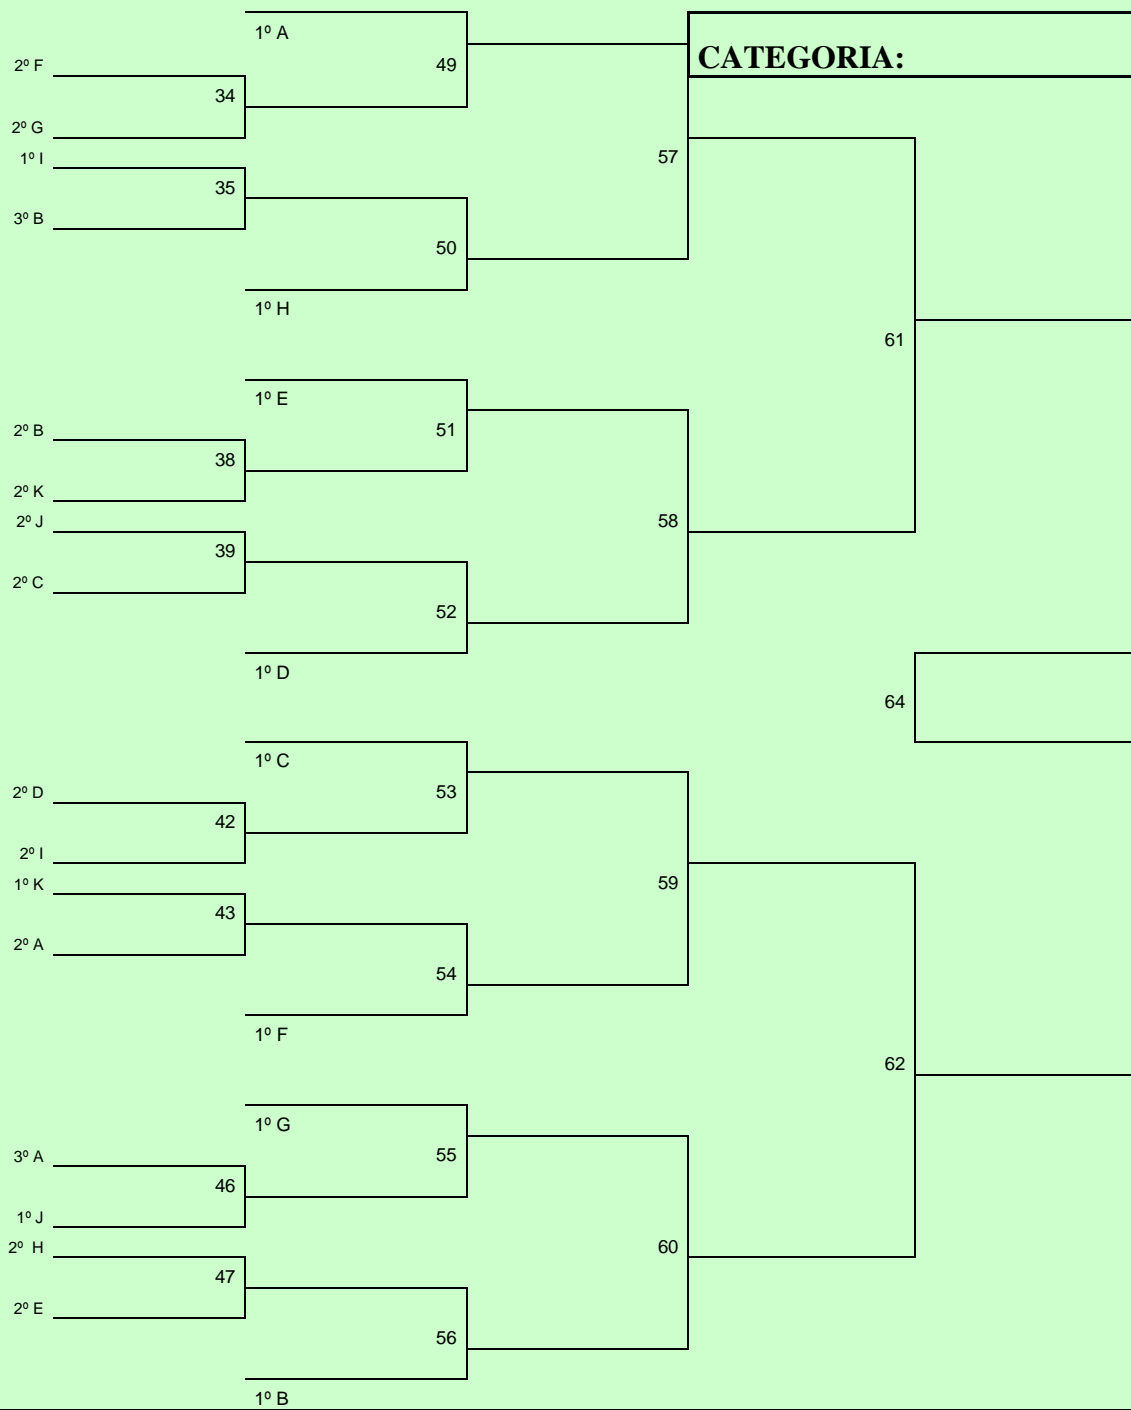 1º A
CATEGORIA:
2º F
49
34
2º G
1º I
57
35
3º B
50
1º H
61
1º E
2º B
51
38
2º K
2º J
58
39
2º C
52
1º D
64
1º C
2º D
53
42
2º I
1º K
59
43
2º A
54
1º F
62
1º G
3º A
55
46
1º J
2º H
60
47
2º E
56
1º B